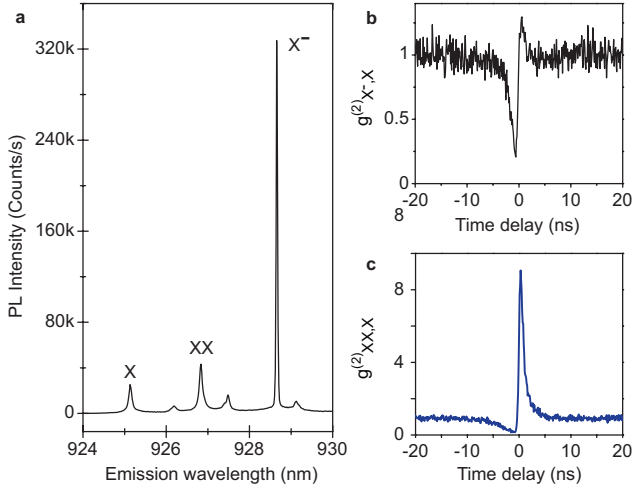 a
320k
240k
160k
80k
0
PL Intensity (Counts/s)
X
XX
X⁻
924 926 928 930
Emission wavelength (nm)
b
1
0.5
0
g⁽²⁾X-,X
-20 -10 0 10 20
8
Time delay (ns)
c
8
4
0
g⁽²⁾XX,X
-20 -10 0 10 20
Time delay (ns)